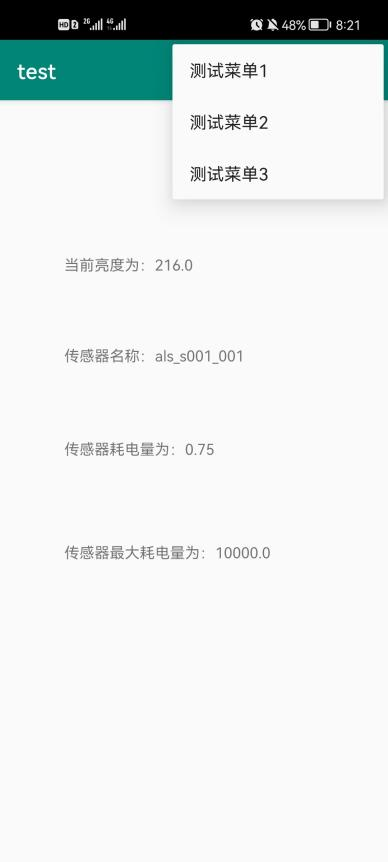 HD 2 2G 4G 48% 8:21
test
测试菜单1
测试菜单2
测试菜单3
当前亮度为：216.0
传感器名称：als_s001_001
传感器耗电量为：0.75
传感器最大耗电量为：10000.0